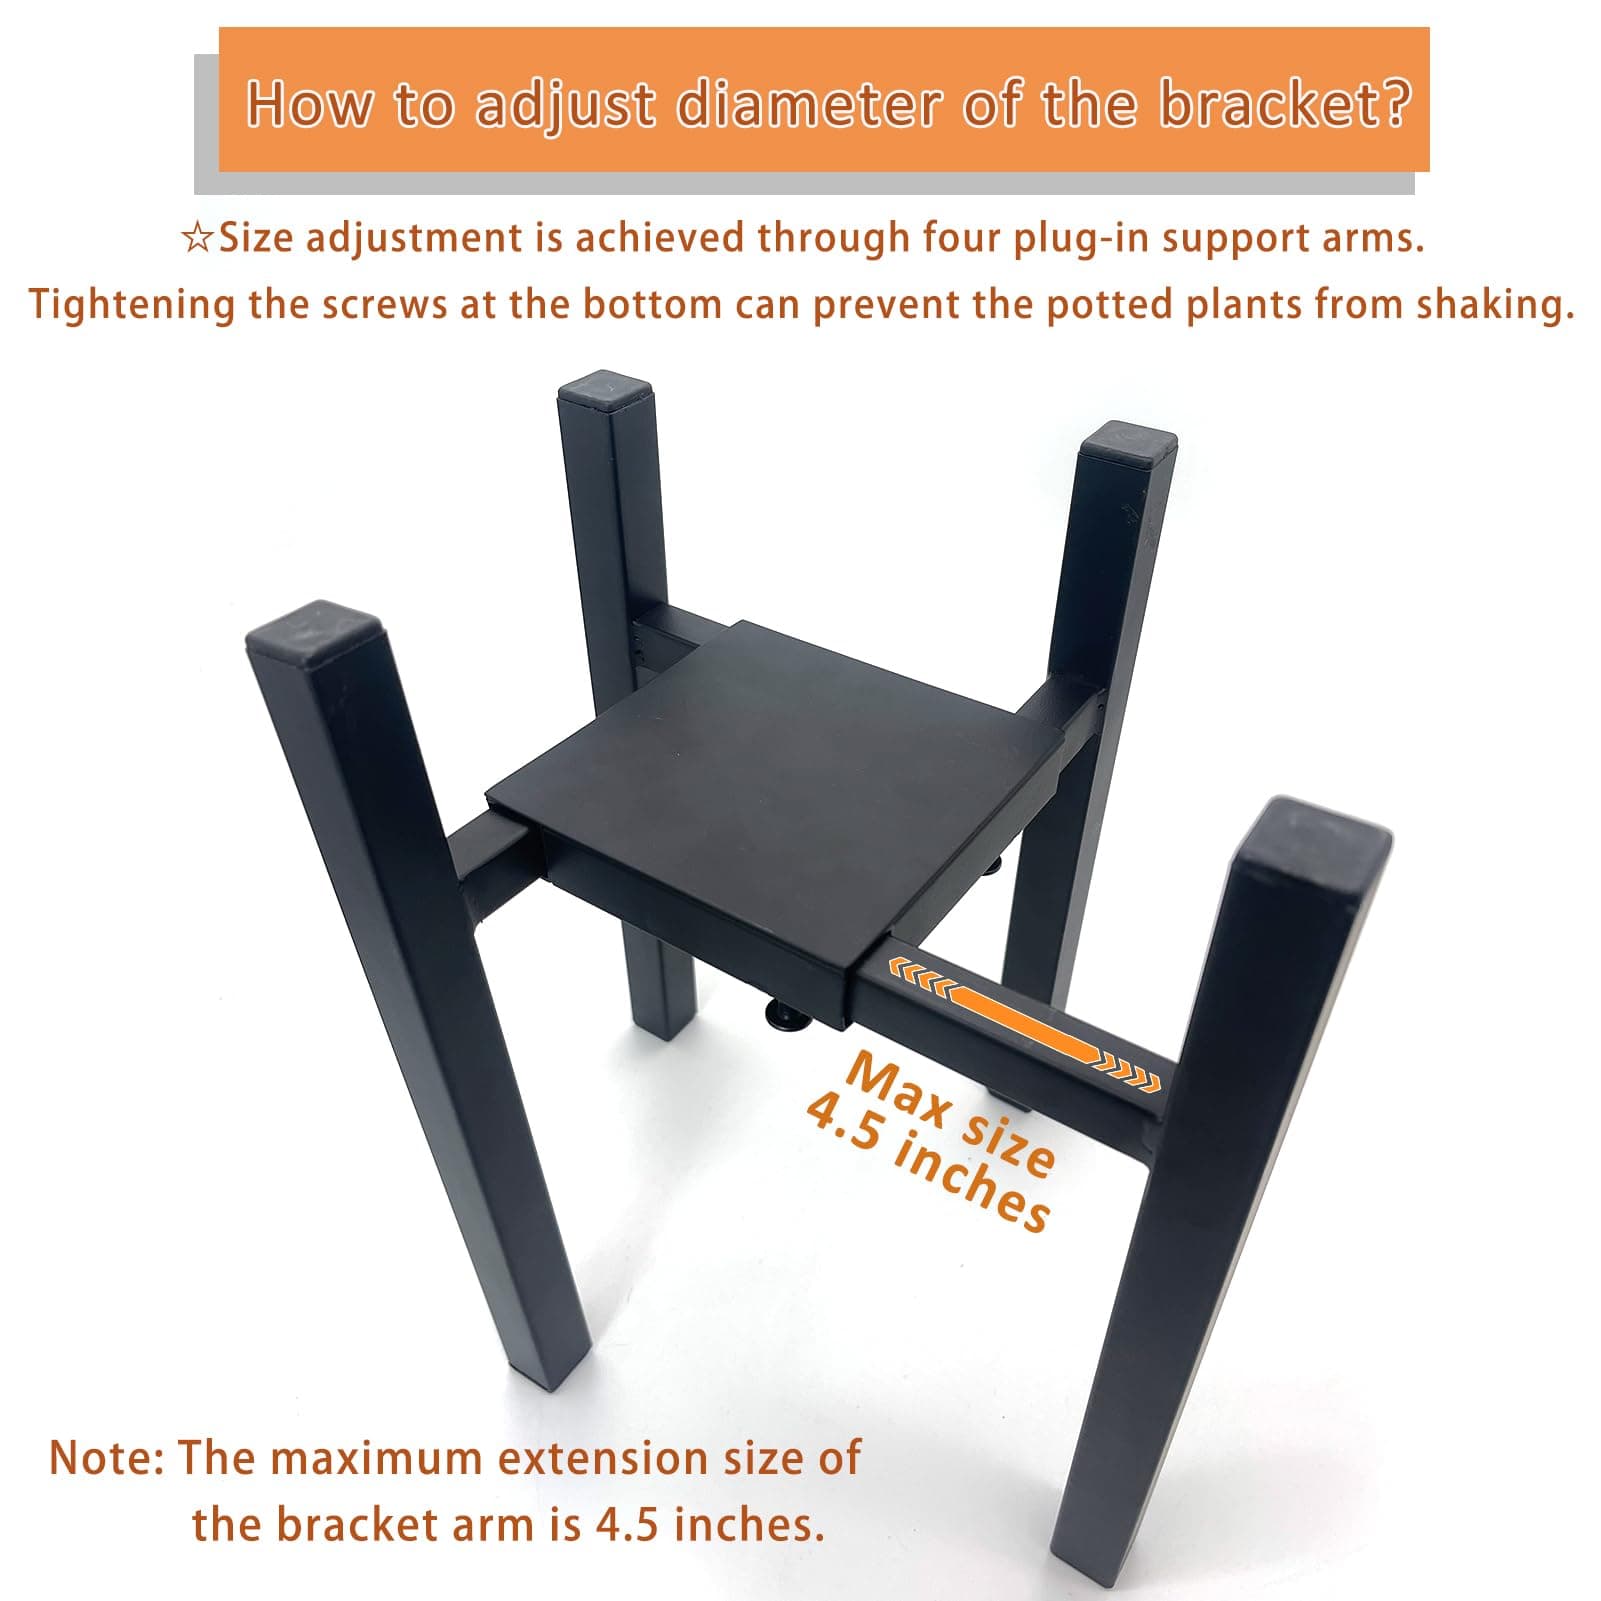 How to adjust diameter of the bracket?
☆Size adjustment is achieved through four plug-in support arms.
Tightening the screws at the bottom can prevent the potted plants from shaking.
Max size
4.5 inches
Note: The maximum extension size of
the bracket arm is 4.5 inches.